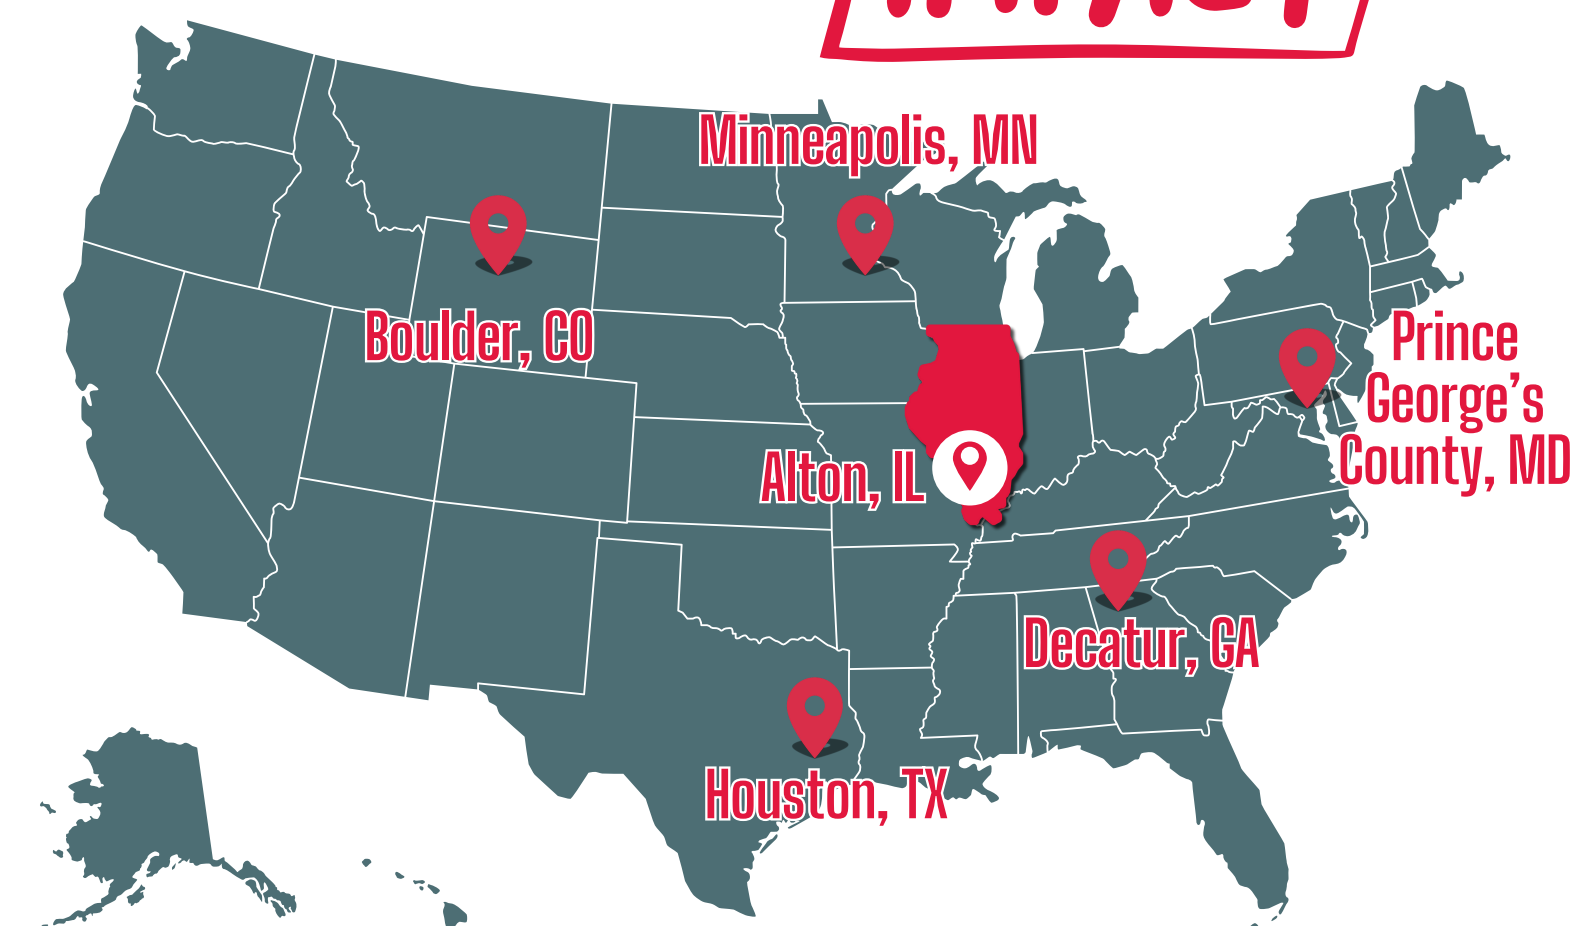 Minneapolis, MN
Boulder, CO
Prince
George's
County, MD
Alton, IL
Decatur, GA
Houston, TX